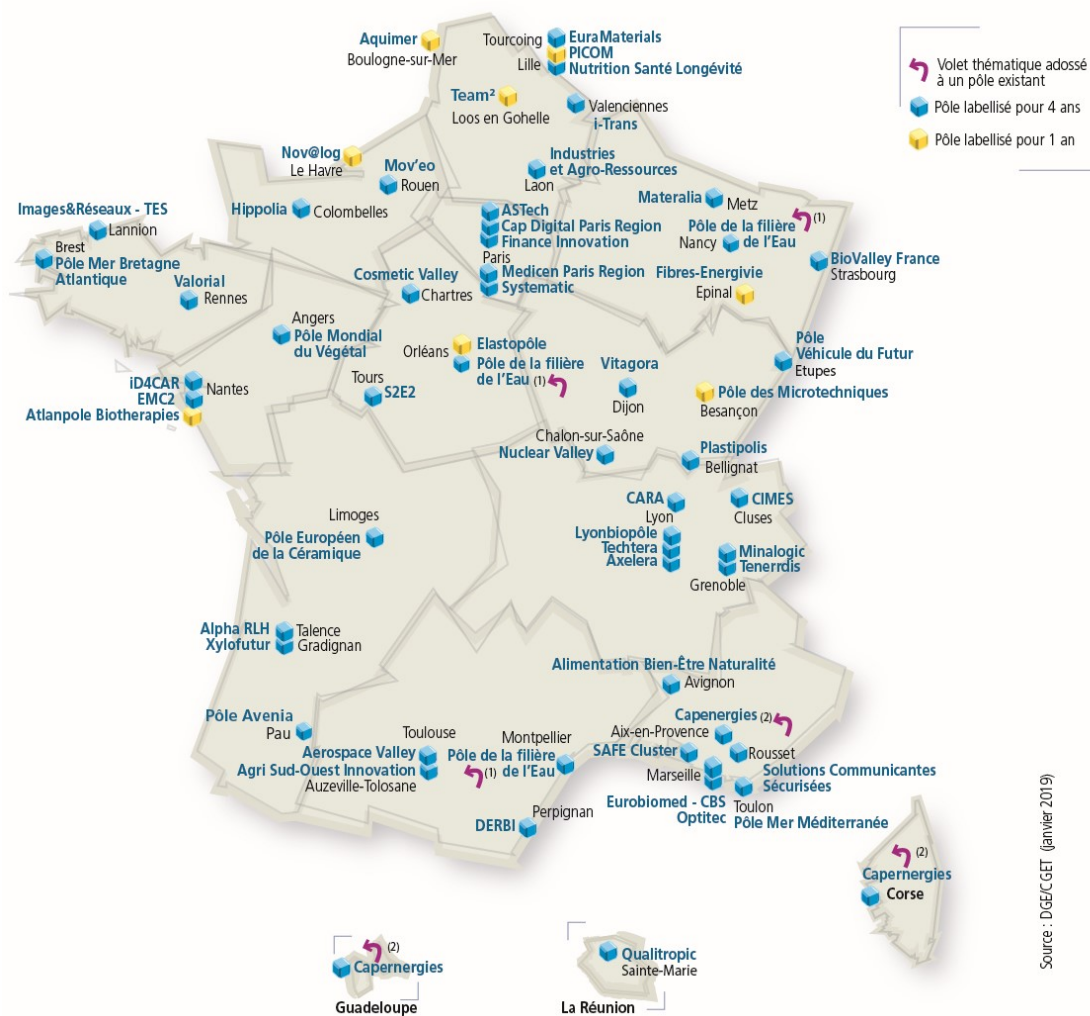 Aquimer
Boulogne-sur-Mer
Tourcoing
EuraMaterials
PICOM
Lille
Nutrition Santé Longévité
Volet thématique adossé
à un pôle existant
Pôle labellisé pour 4 ans
Pôle labellisé pour 1 an
Team²
Loos en Gohelle
Valenciennes
i-Trans
Nov@log
Le Havre
Mov'eo
Rouen
Industries
et Agro-Ressources
Laon
Hippolia
Colombelles
Materalia
Metz
(1)
Pôle de la filière
de l'Eau
Nancy
ASTech
Cap Digital Paris Region
Finance Innovation
Paris
Medicen Paris Region
Systematic
Images&Réseaux - TES
Lannion
Brest
Pôle Mer Bretagne
Atlantique
Valorial
Rennes
Cosmetic Valley
Chartres
Fibres-Energivie
Epinal
BioValley France
Strasbourg
Angers
Pôle Mondial
du Végétal
Orléans
Elastopôle
Pôle de la filière
de l'Eau (1)
Vitagora
Dijon
Pôle
Véhicule du Futur
Etupes
Pôle des Microtechniques
Besançon
iD4CAR
EMC2
Nantes
Atlanpole Biotherapies
Tours
S2E2
Chalon-sur-Saône
Nuclear Valley
Plastipolis
Bellignat
CARA
Lyon
CIMES
Cluses
Lyonbiopôle
Techtera
Axelera
Minalogic
Tenerrdis
Grenoble
Limoges
Pôle Européen
de la Céramique
Alpha RLH
Talence
Xylofutur
Gradignan
Alimentation Bien-Être Naturalité
Avignon
Pôle Avenia
Pau
Toulouse
Aerospace Valley
Agri Sud-Ouest Innovation
Auzeville-Tolosane
(1)
Montpellier
Pôle de la filière
de l'Eau
Capenergies (2)
Aix-en-Provence
SAFE Cluster
Rousset
Marseille
Solutions Communicantes
Sécurisées
Eurobiomed - CBS
Optitec
Toulon
Pôle Mer Méditerranée
Perpignan
DERBI
(2)
Capernergies
Corse
(2)
Capernergies
Guadeloupe
Qualitropic
Sainte-Marie
La Réunion
Source : DGE/CGET (janvier 2019)